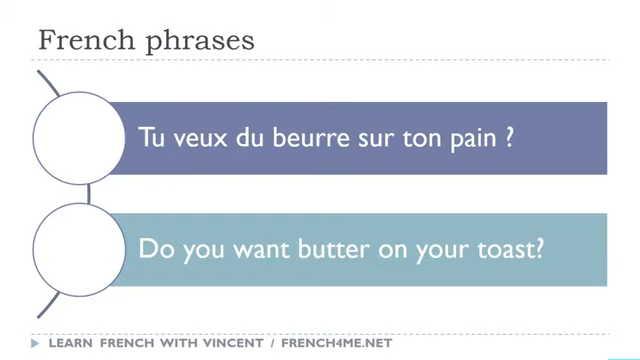 French phrases
Tu veux du beurre sur ton pain ?
Do you want butter on your toast?
LEARN FRENCH WITH VINCENT / FRENCH4ME.NET